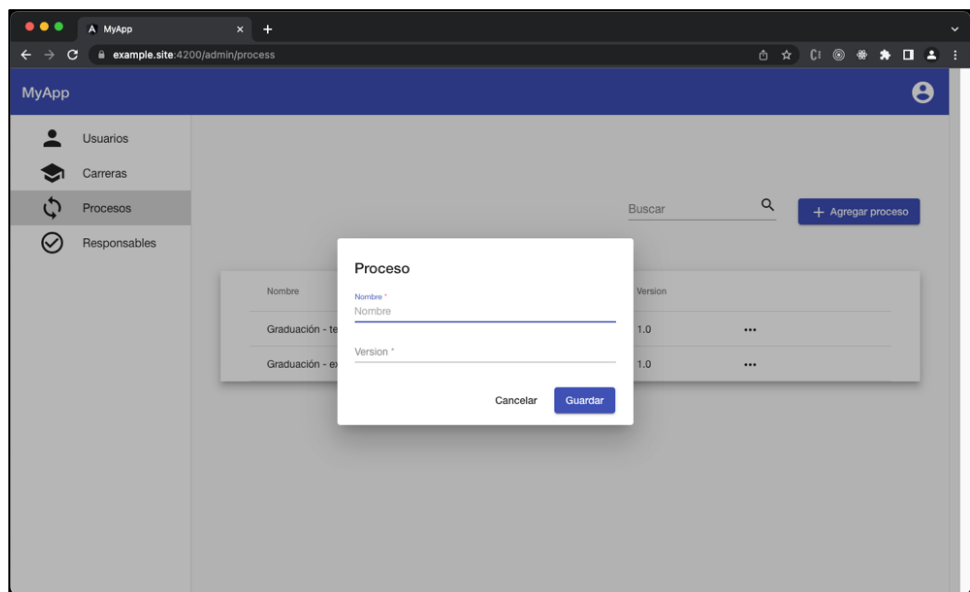 MyApp
example.site:4200/admin/process
MyApp
Usuarios
Carreras
Procesos
Responsables
Buscar
Agregar proceso
Proceso
Nombre *
Nombre
Version *
Cancelar Guardar
Nombre Version
Graduación - te 1.0 •••
Graduación - e 1.0 •••